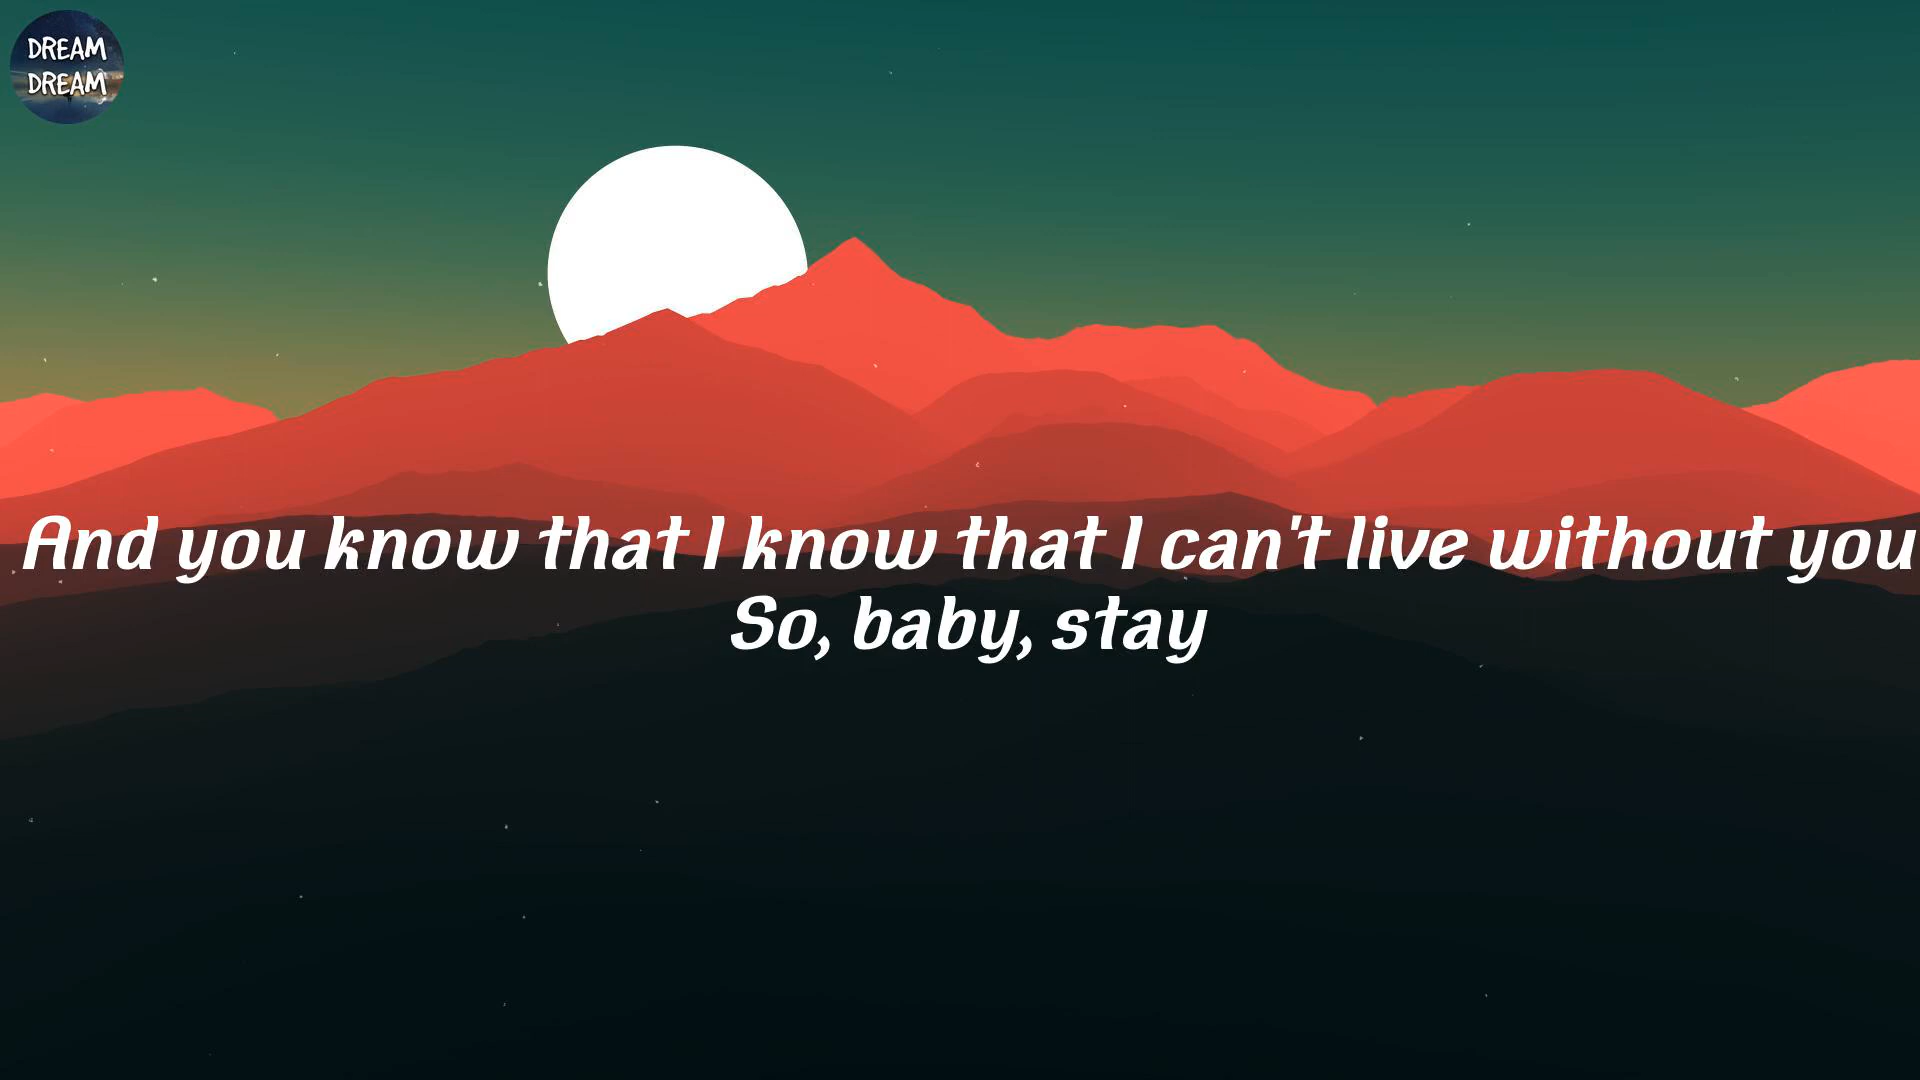 DREAM
DREAM
And you know that I know that I can't live without you
So, baby, stay